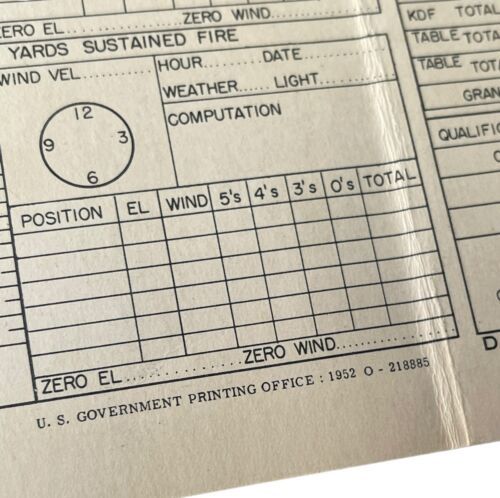 ZERO EL............ZERO WIND............
KDF TOTAL
TABLE TOTAL
TABLE TOTAL
GRAN
QUALIFIC
YARDS SUSTAINED FIRE
WIND VEL..........
HOUR.......... DATE..........
WEATHER...... LIGHT..........
COMPUTATION
12
9 3
6
POSITION EL WIND 5's 4's 3's 0's TOTAL
ZERO EL............ZERO WIND............
D
U. S. GOVERNMENT PRINTING OFFICE : 1952 O - 218885